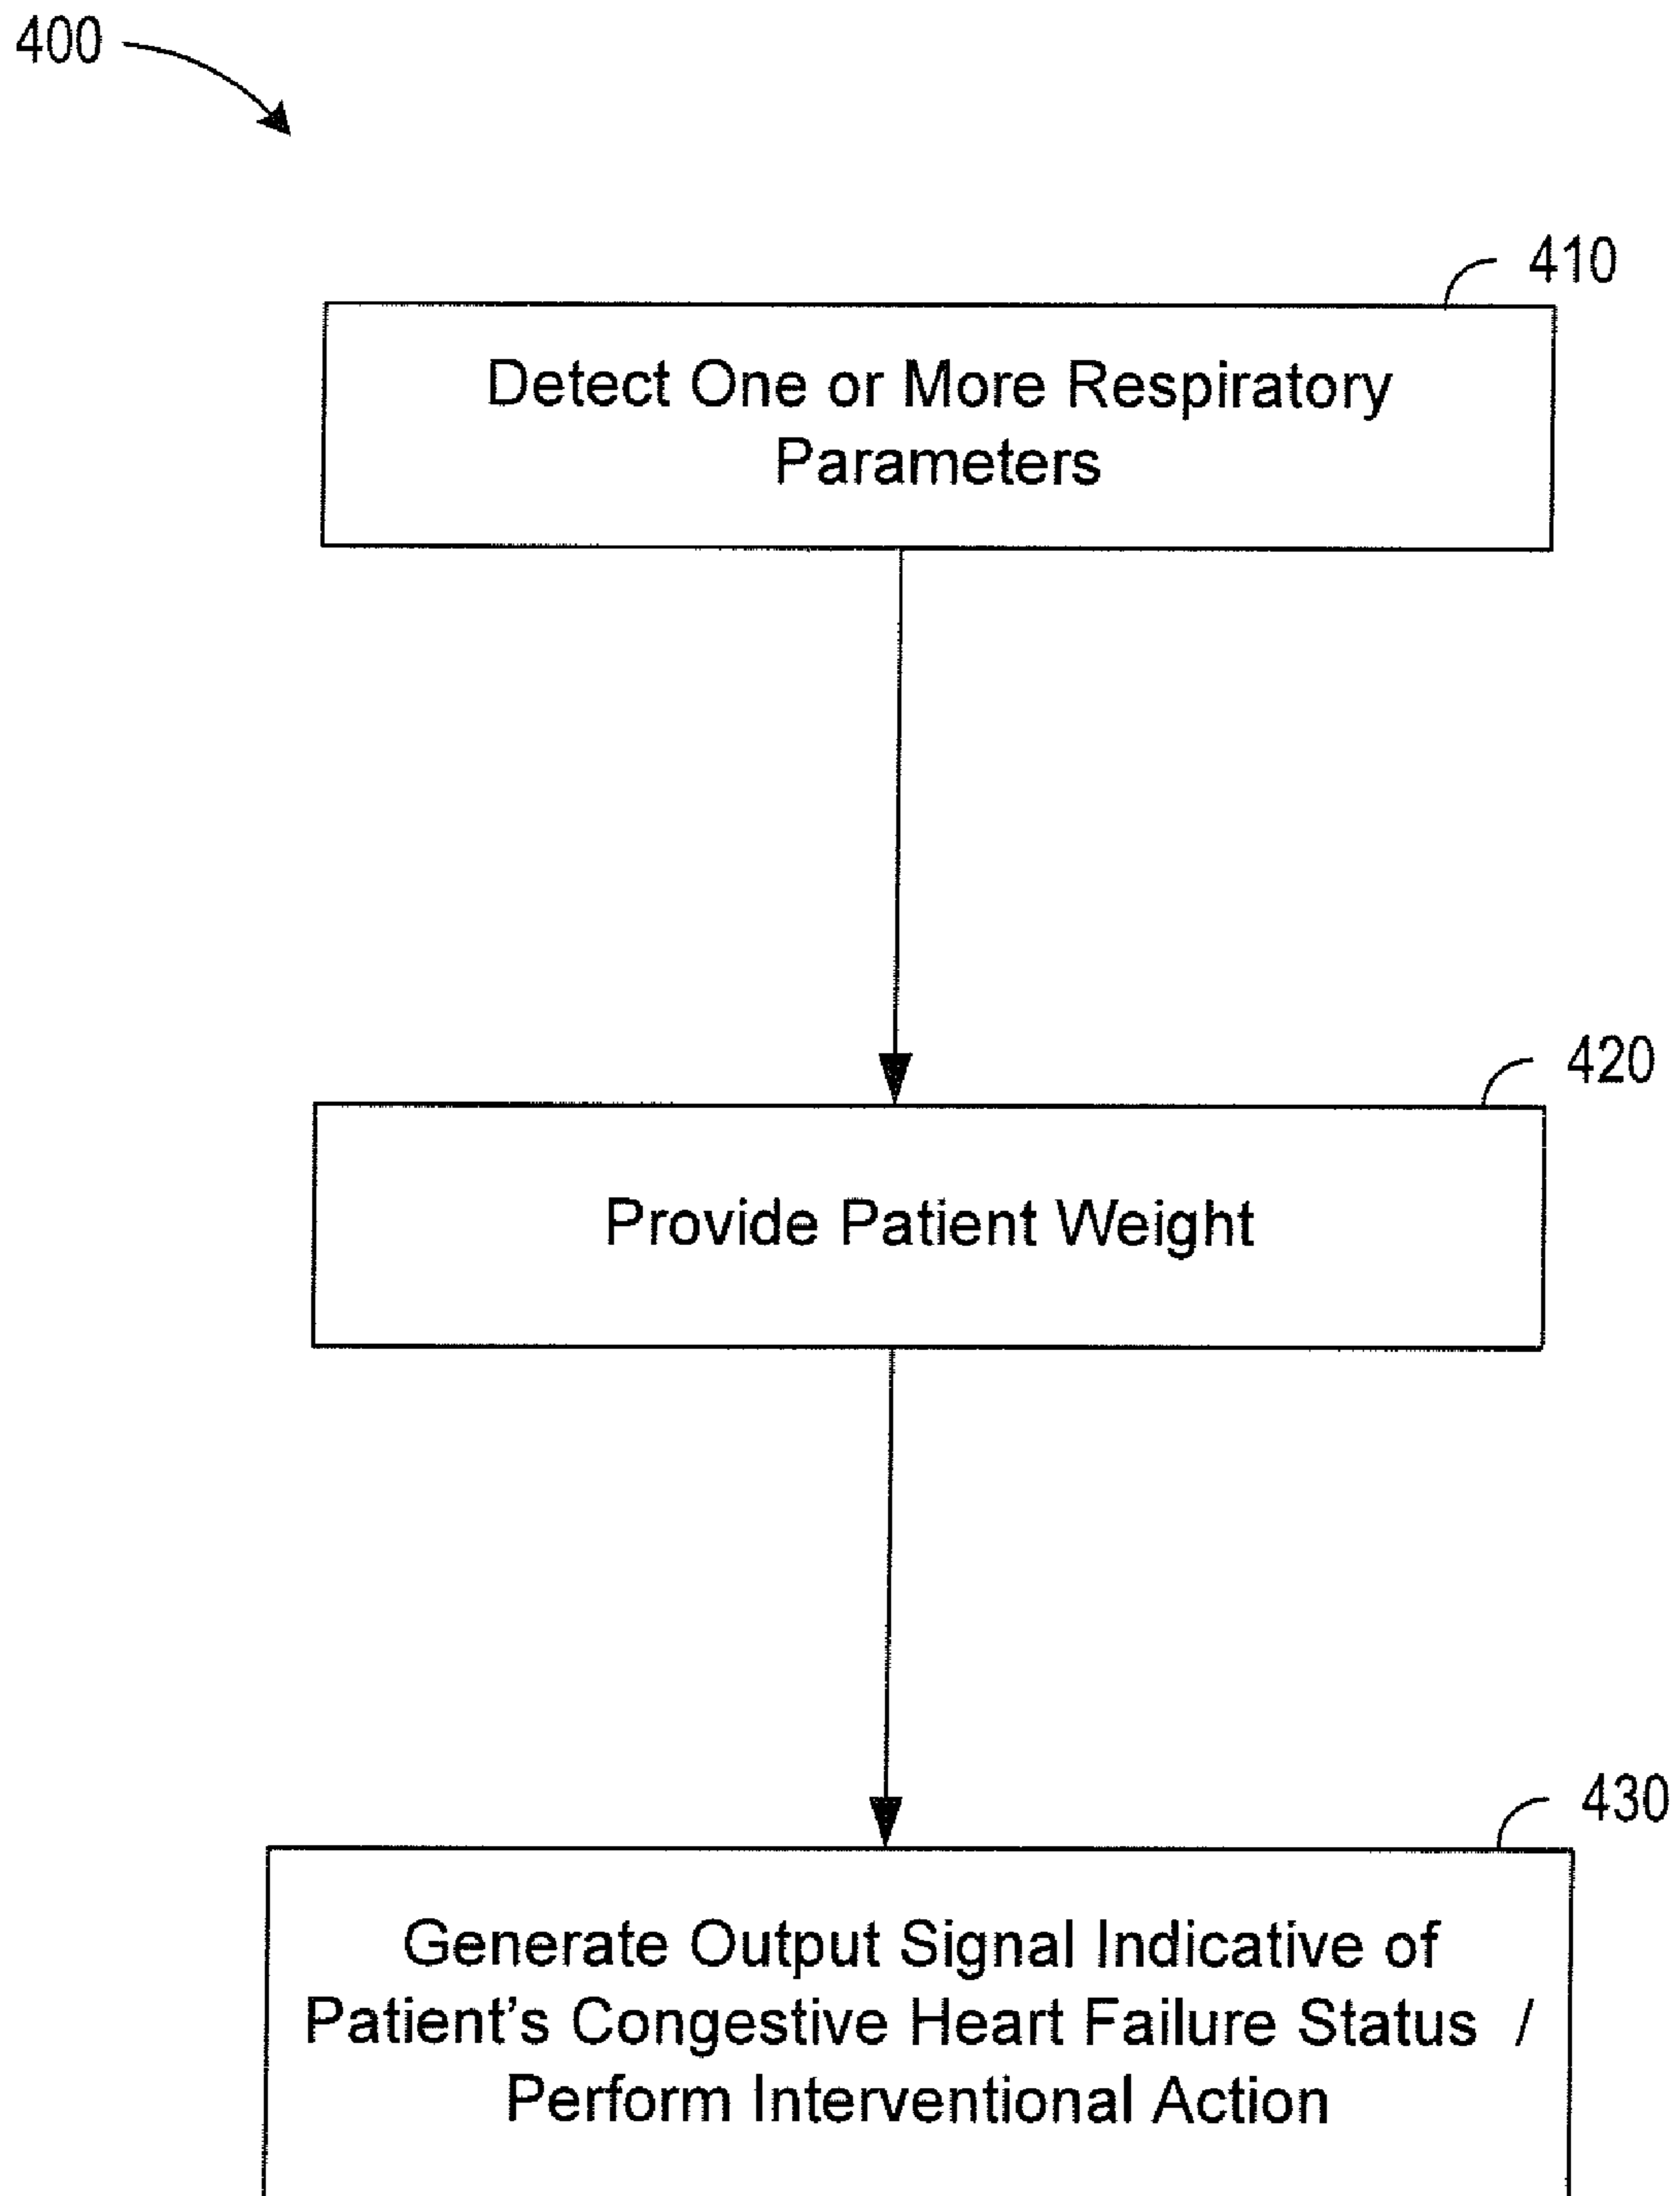 400
410
Detect One or More Respiratory
Parameters
420
Provide Patient Weight
430
Generate Output Signal Indicative of
Patient’s Congestive Heart Failure Status /
Perform Interventional Action